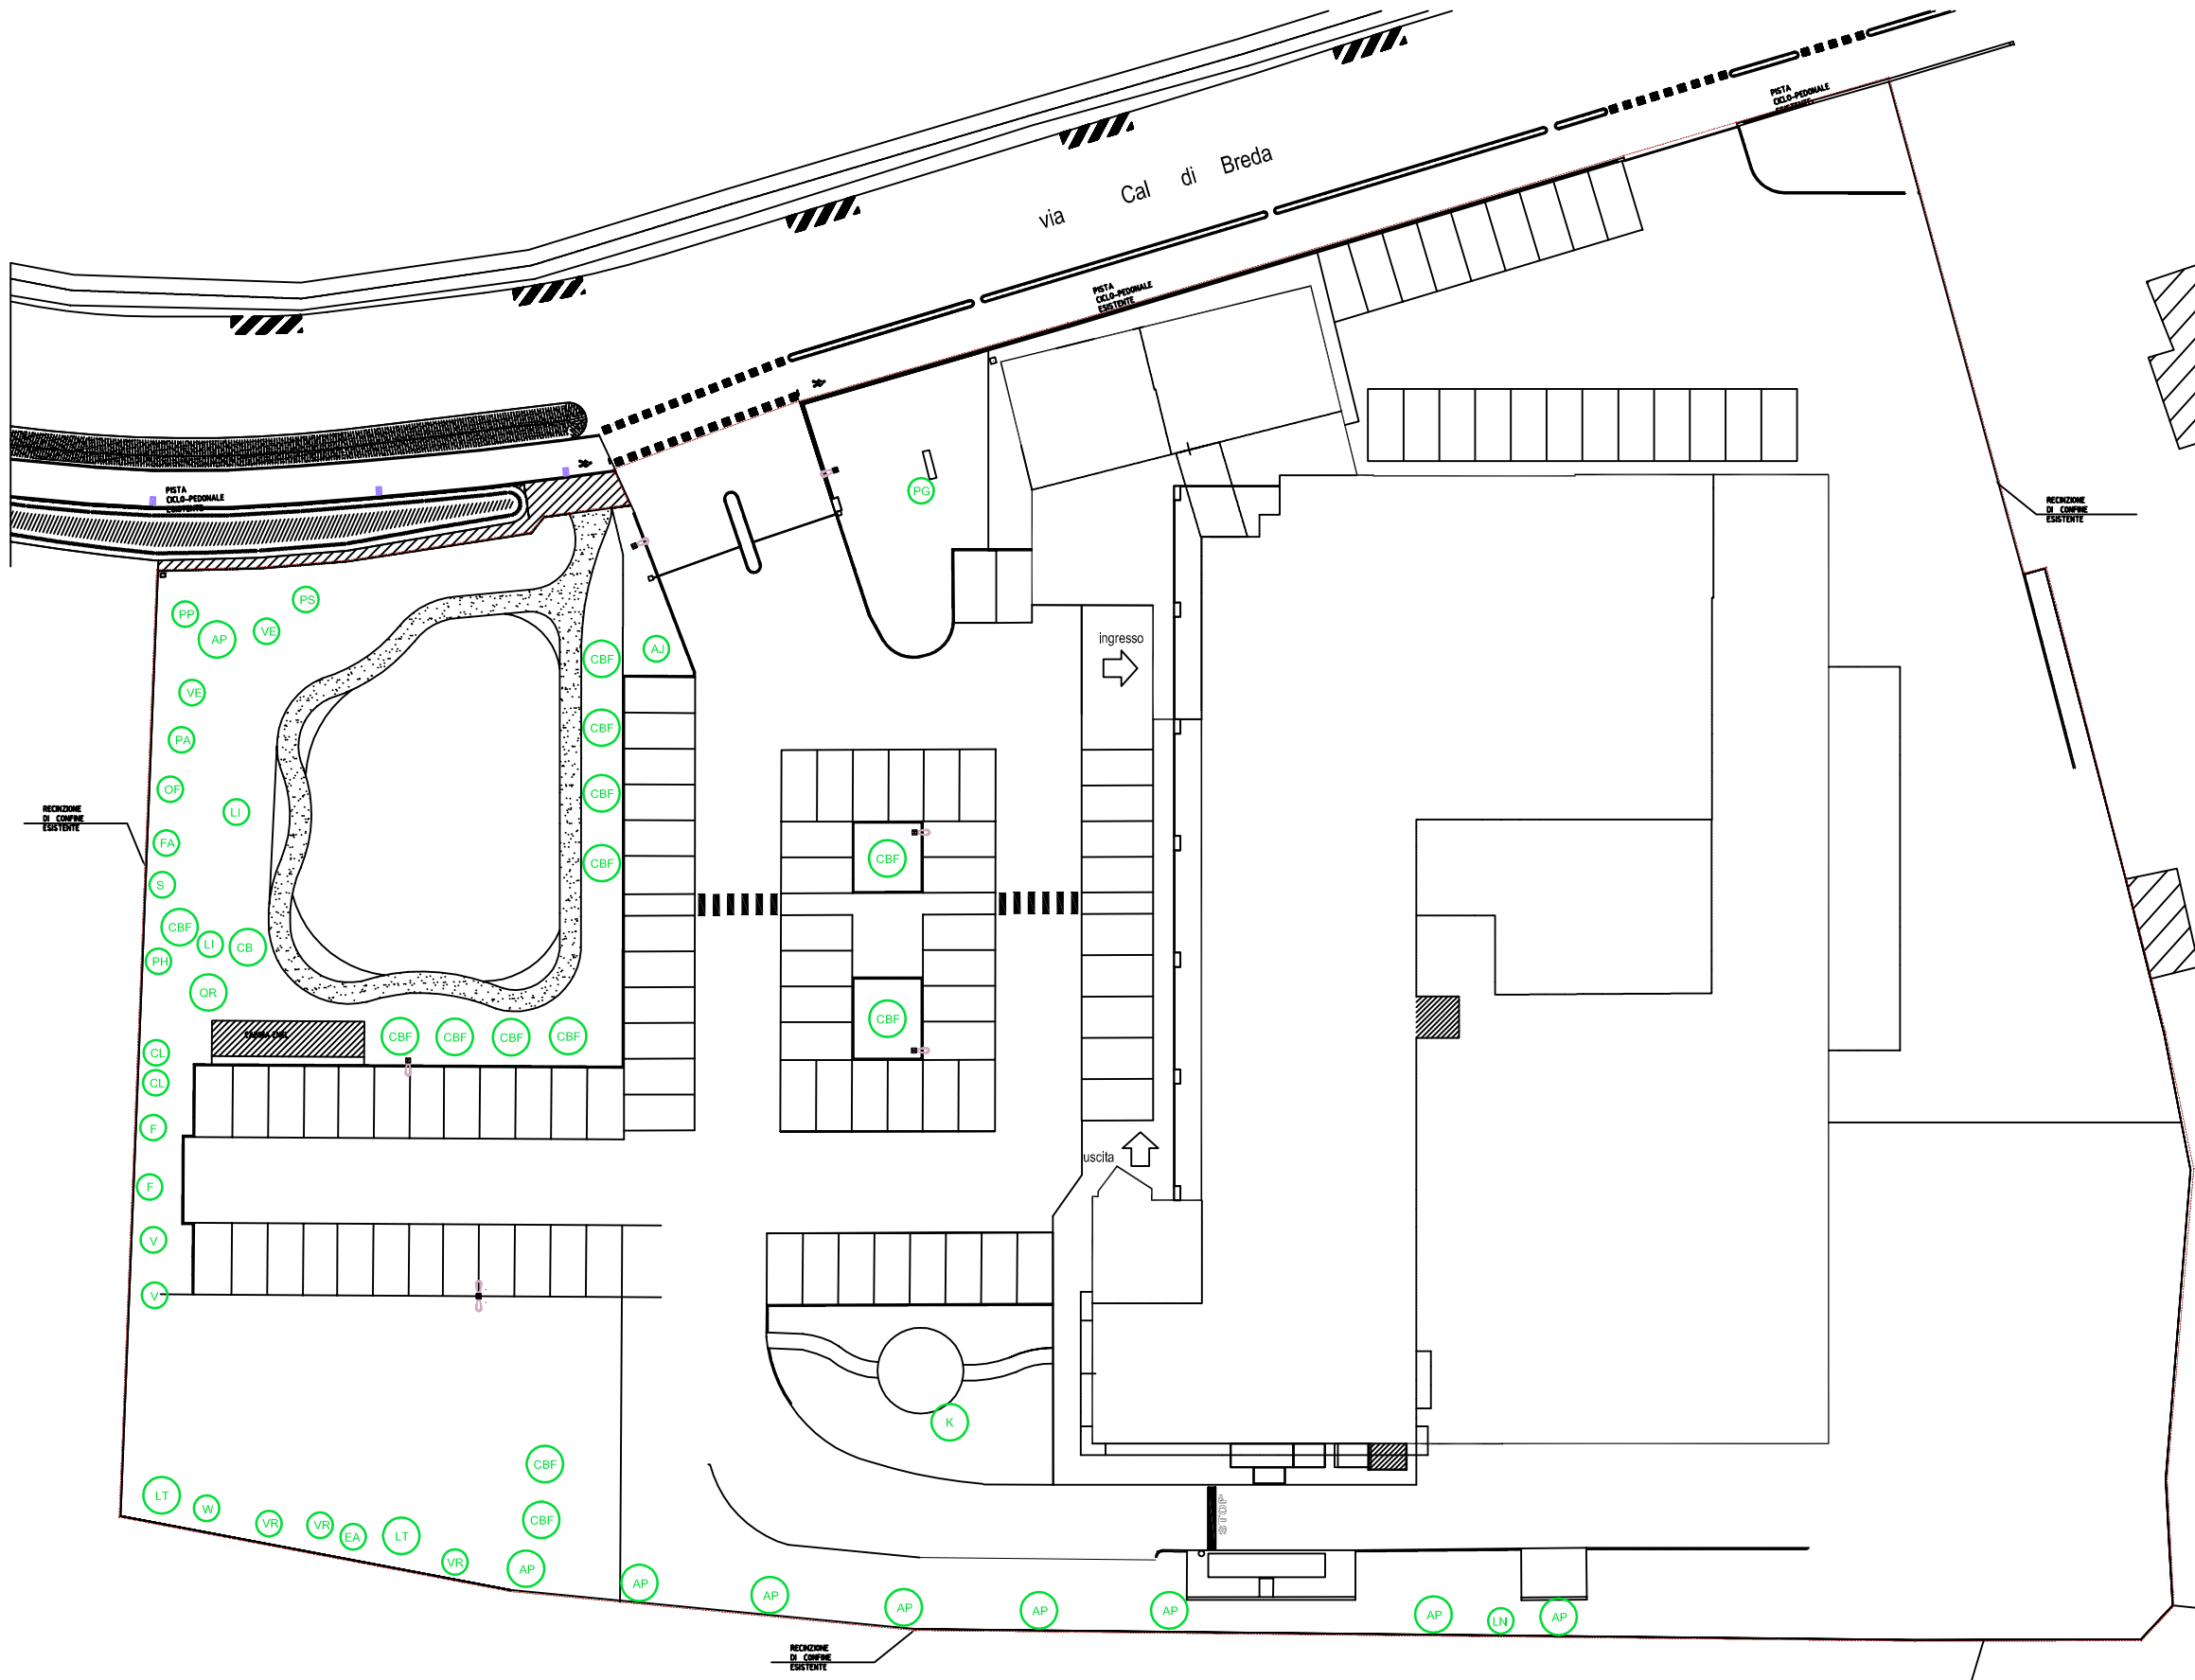 PISTA
CICLO-PEDONALE
ESISTENTE
via Cal di Breda
PISTA
CICLO-PEDONALE
ESISTENTE
PISTA
CICLO-PEDONALE
ESISTENTE
PG
RECINZIONE
DI CONFINE
ESISTENTE
PS
PP
AP
VE
AJ
CBF
ingresso
VE
CBF
PA
OF
CBF
LI
RECINZIONE
DI CONFINE
ESISTENTE
FA
CBF
CBF
S
CBF
LI
CB
PH
QR
CBF
CBF
CBF
CBF
CBF
CL
CL
F
uscita
F
V
V
K
CBF
LT
W
STOP
CBF
VR
VR
EA
LT
VR
AP
AP
AP
AP
AP
AP
AP
LN
AP
RECINZIONE
DI CONFINE
ESISTENTE